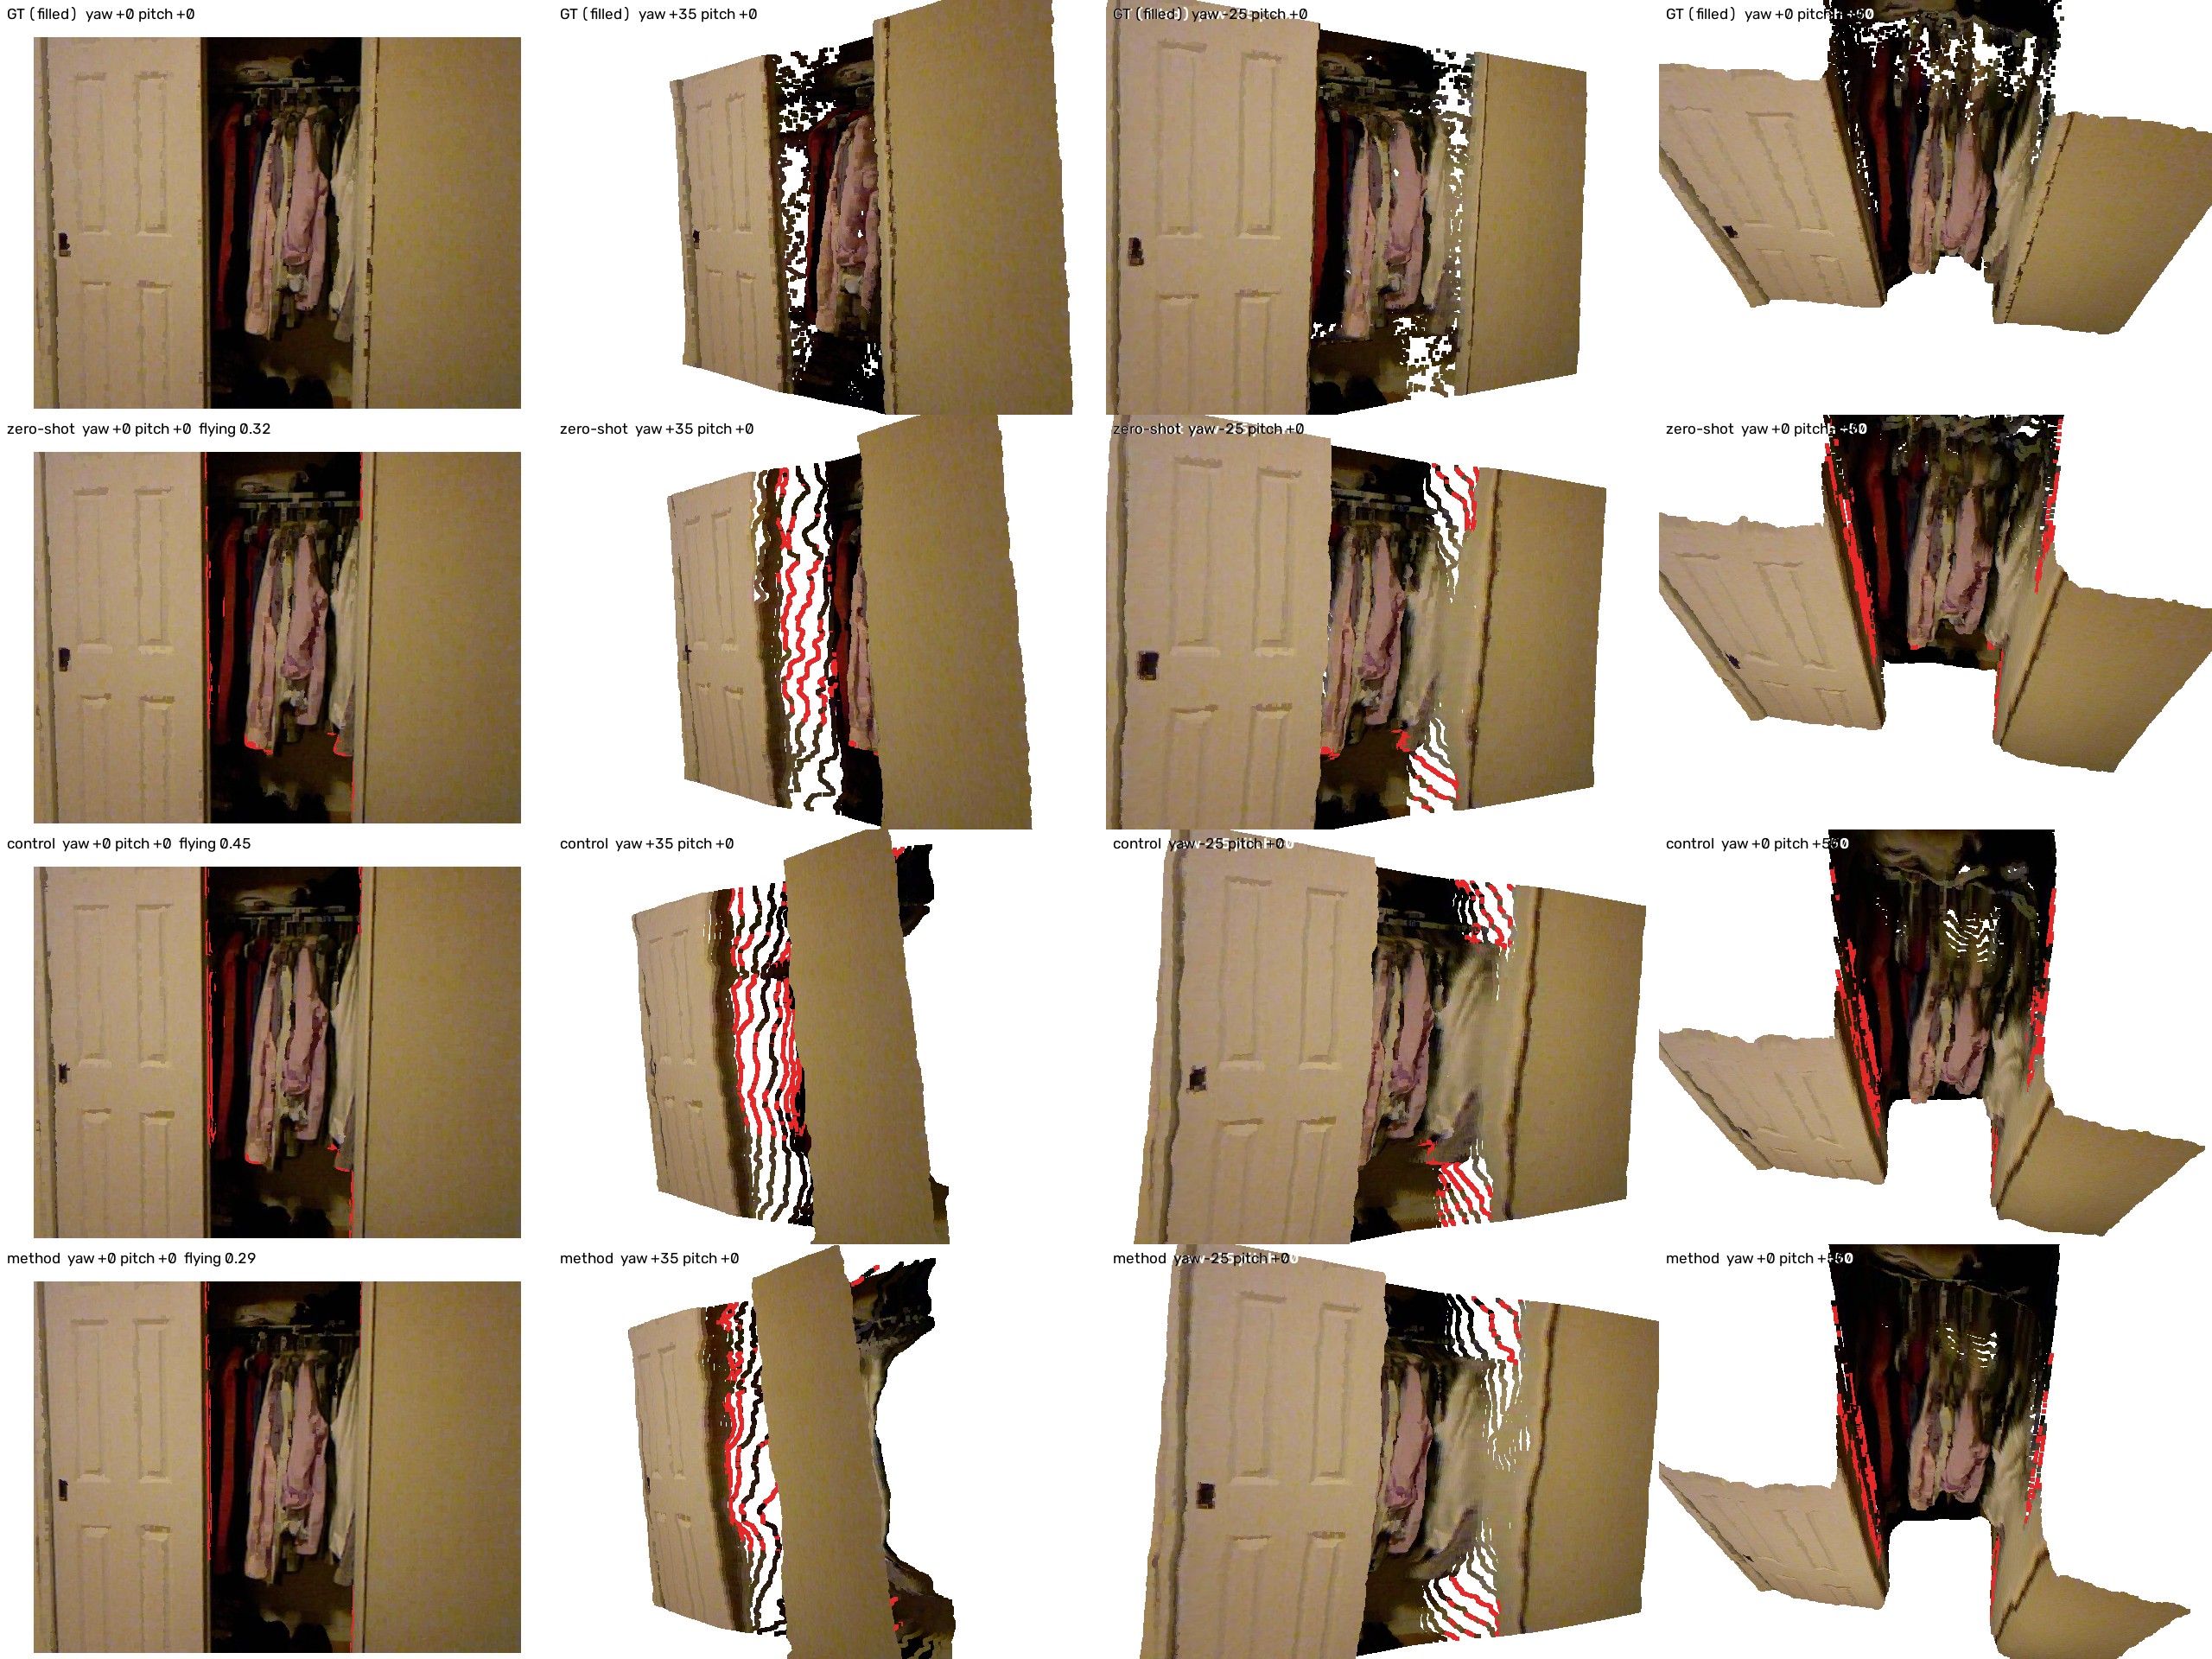 GT (filled) yaw +0 pitch +0
GT (filled) yaw +35 pitch +0
GT (filled) yaw -25 pitch +0
GT (filled) yaw +0 pitch
zero-shot yaw +0 pitch +0 flying 0.32
zero-shot yaw +35 pitch +0
zero-shot yaw -25 pitch +0
zero-shot yaw +0 pitch
control yaw +0 pitch +0 flying 0.45
control yaw +35 pitch +0
control yaw -25 pitch +0
control yaw +0 pitch
method yaw +0 pitch +0 flying 0.29
method yaw +35 pitch +0
method yaw -25 pitch +0
method yaw +0 pitch